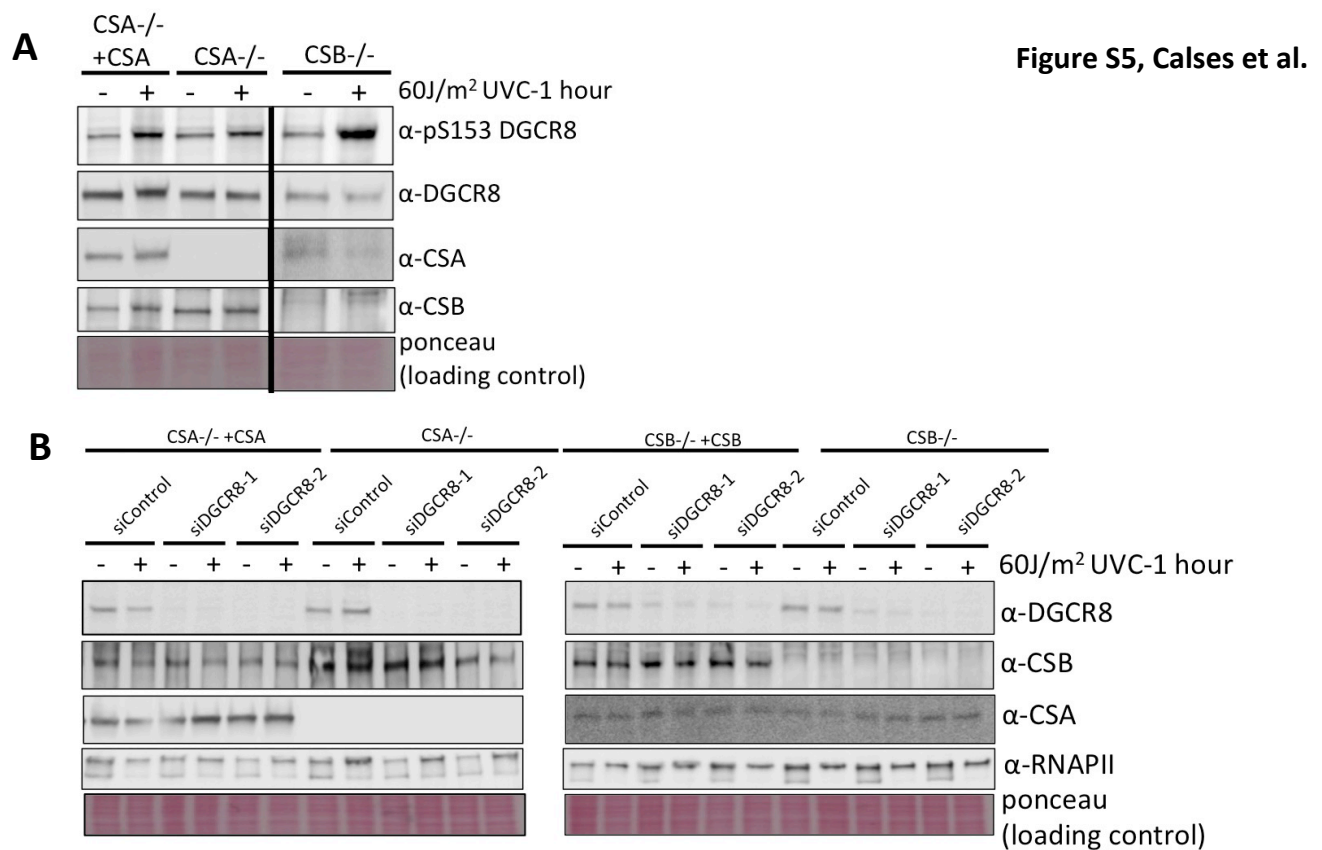 A
CSA-/-
+CSA
CSA-/-
CSB-/-
Figure S5, Calses et al.
- + - + - + 60J/m² UVC-1 hour
α-pS153 DGCR8
α-DGCR8
α-CSA
α-CSB
ponceau
(loading control)
B
CSA-/- +CSA CSA-/- CSB-/- +CSB CSB-/-
siControl siDGCR8-1 siDGCR8-2 siControl siDGCR8-1 siDGCR8-2 siControl siDGCR8-1 siDGCR8-2 siControl siDGCR8-1 siDGCR8-2
- + - + - + - + - + - + - + - + - + - + - + - + 60J/m² UVC-1 hour
α-DGCR8
α-CSB
α-CSA
α-RNAPII
ponceau
(loading control)